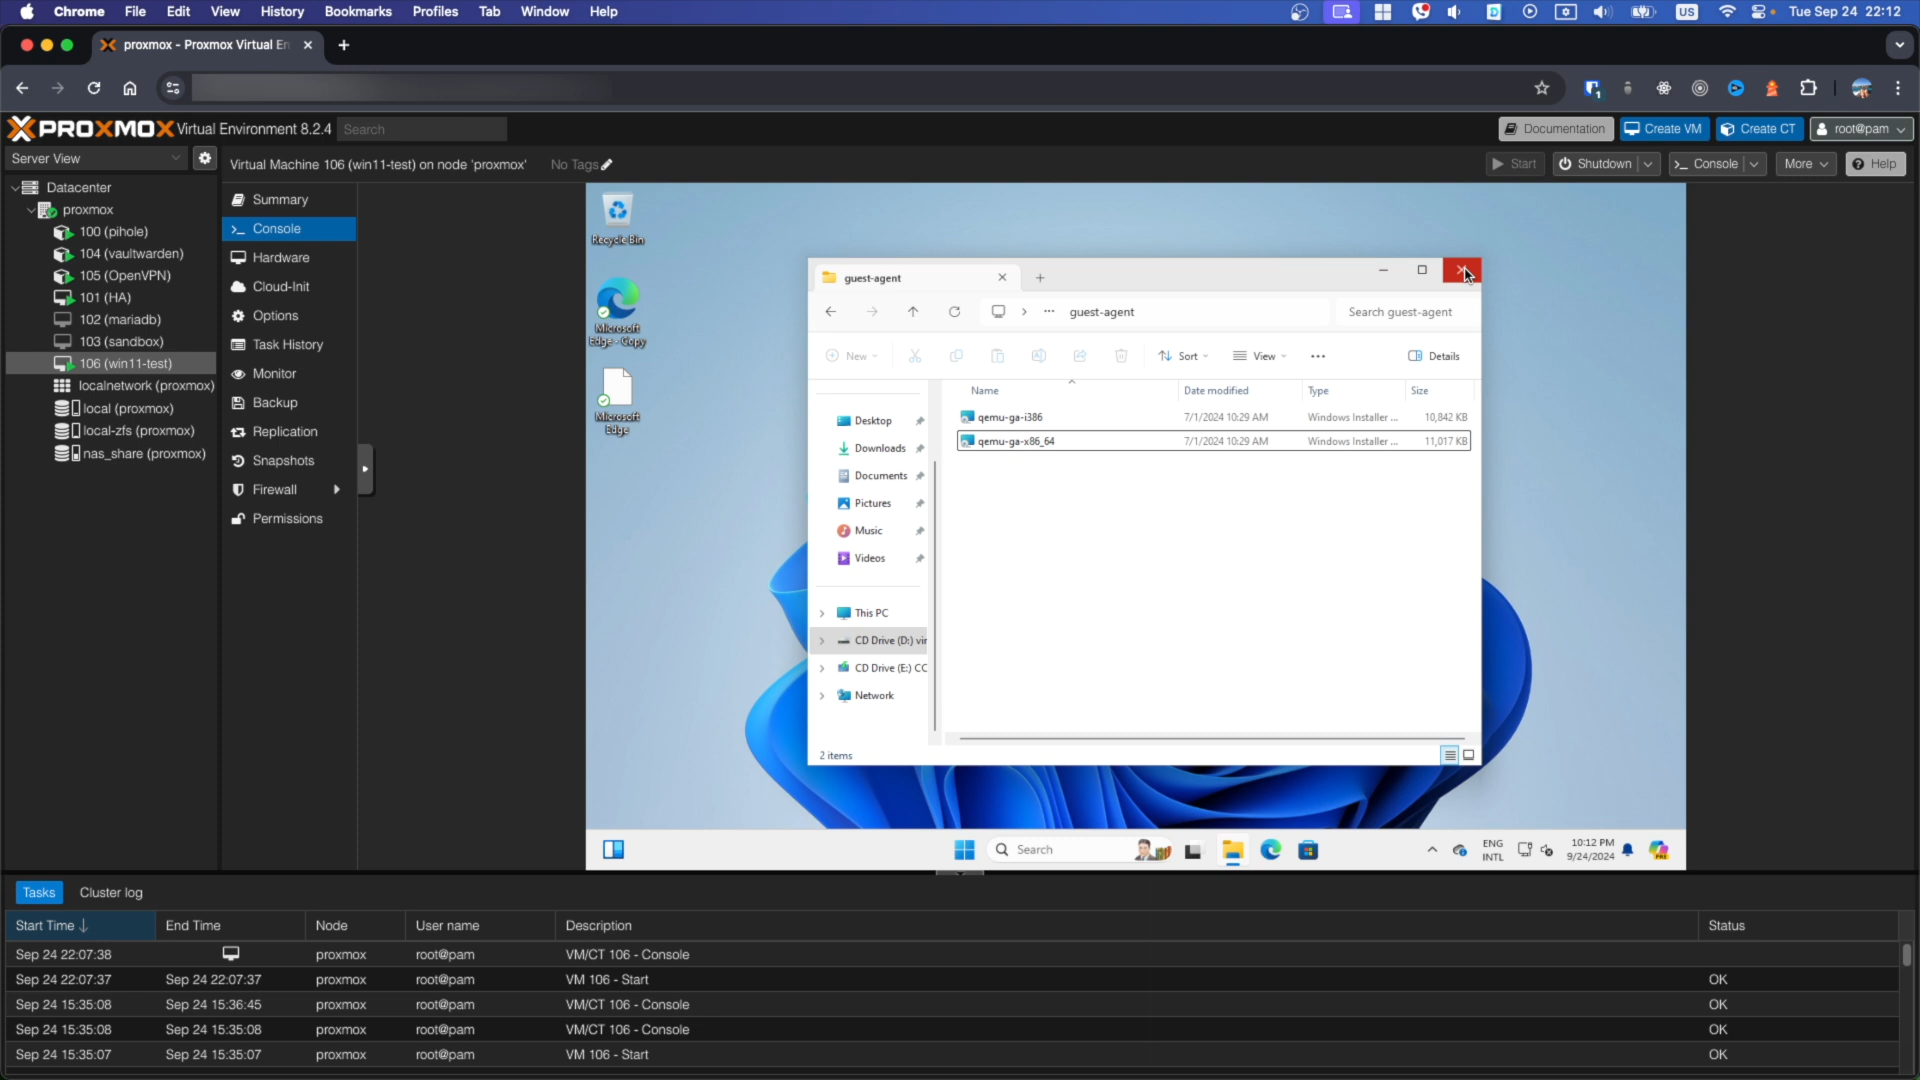 Chrome File Edit View History Bookmarks Profiles Tab Window Help
US Tue Sep 24 22:12
proxmox - Proxmox Virtual En
PROXMOX Virtual Environment 8.2.4 Search
Documentation Create VM Create CT root@pam
Server View
Virtual Machine 106 (win11-test) on node 'proxmox' No Tags
Start Shutdown Console More Help
Datacenter
proxmox
100 (pihole)
104 (vaultwarden)
105 (OpenVPN)
101 (HA)
102 (mariadb)
103 (sandbox)
106 (win11-test)
localnetwork (proxmox)
local (proxmox)
local-zfs (proxmox)
nas_share (proxmox)
Summary
Console
Hardware
Cloud-Init
Options
Task History
Monitor
Backup
Replication
Snapshots
Firewall
Permissions
Recycle Bin
Microsoft
Edge - Copy
Microsoft
Edge
guest-agent
guest-agent
Search guest-agent
New
Sort
View
Details
Name Date modified Type Size
qemu-ga-i386 7/1/2024 10:29 AM Windows Installer ... 10,842 KB
qemu-ga-x86_64 7/1/2024 10:29 AM Windows Installer ... 11,017 KB
Desktop
Downloads
Documents
Pictures
Music
Videos
This PC
CD Drive (D:) vir
CD Drive (E:) CC
Network
2 items
Search
ENG
INTL
10:12 PM
9/24/2024
Tasks Cluster log
Start Time End Time Node User name Description Status
Sep 24 22:07:38 proxmox root@pam VM/CT 106 - Console
Sep 24 22:07:37 Sep 24 22:07:37 proxmox root@pam VM 106 - Start OK
Sep 24 15:35:08 Sep 24 15:36:45 proxmox root@pam VM/CT 106 - Console OK
Sep 24 15:35:08 Sep 24 15:35:08 proxmox root@pam VM/CT 106 - Console OK
Sep 24 15:35:07 Sep 24 15:35:07 proxmox root@pam VM 106 - Start OK